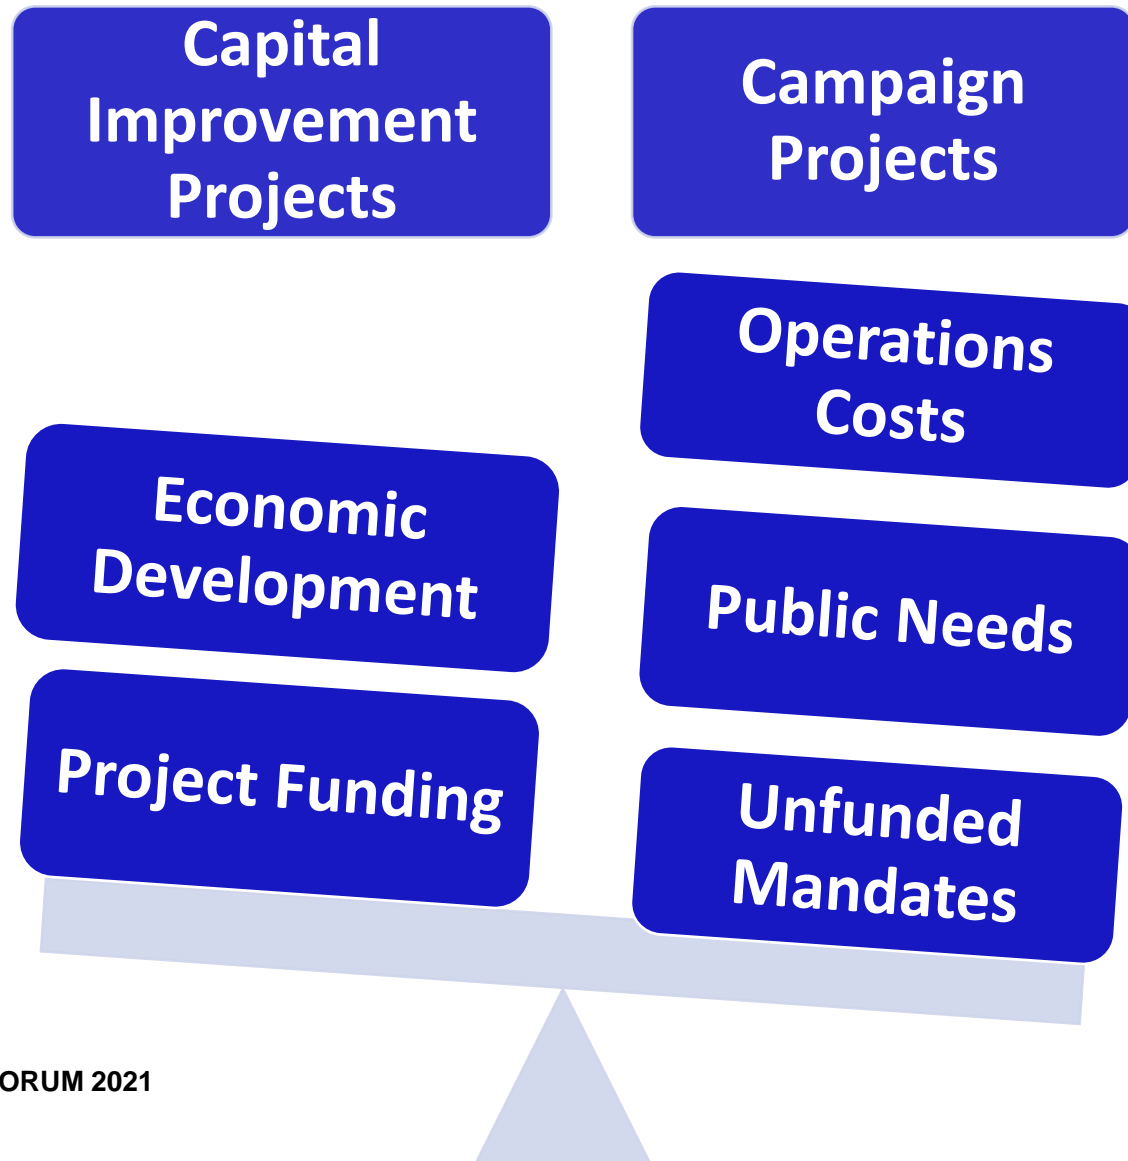 Capital
Improvement
Projects
Campaign
Projects
Operations
Costs
Economic
Development
Public Needs
Project Funding
Unfunded
Mandates
ORUM 2021